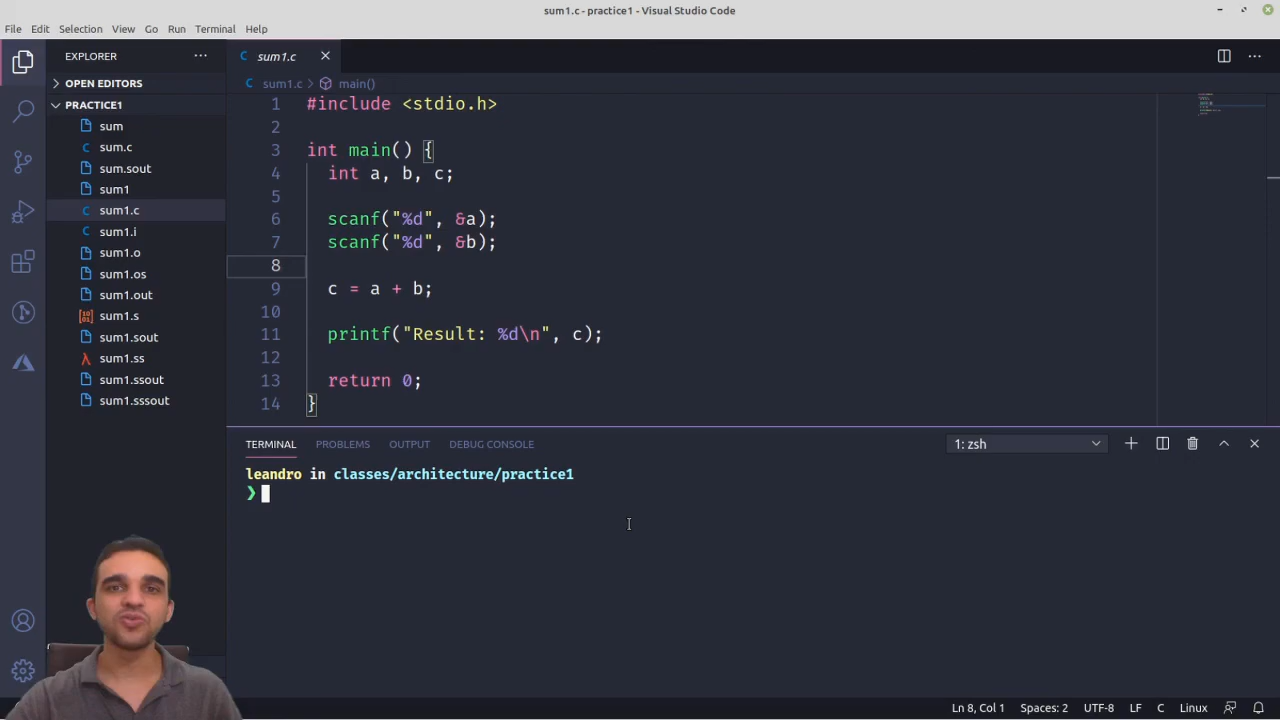 sum1.c - practice1 - Visual Studio Code
File Edit Selection View Go Run Terminal Help
EXPLORER
OPEN EDITORS
PRACTICE1
sum
sum.c
sum.sout
sum1
sum1.c
sum1.i
sum1.o
sum1.os
sum1.out
sum1.s
sum1.sout
sum1.ss
sum1.ssout
sum1.sssout
sum1.c
sum1.c > main()
1 #include <stdio.h>
2
3 int main() {
4 int a, b, c;
5
6 scanf("%d", &a);
7 scanf("%d", &b);
8
9 c = a + b;
10
11 printf("Result: %d\n", c);
12
13 return 0;
14 }
TERMINAL PROBLEMS OUTPUT DEBUG CONSOLE 1: zsh
leandro in classes/architecture/practice1
❯
Ln 8, Col 1 Spaces: 2 UTF-8 LF C Linux